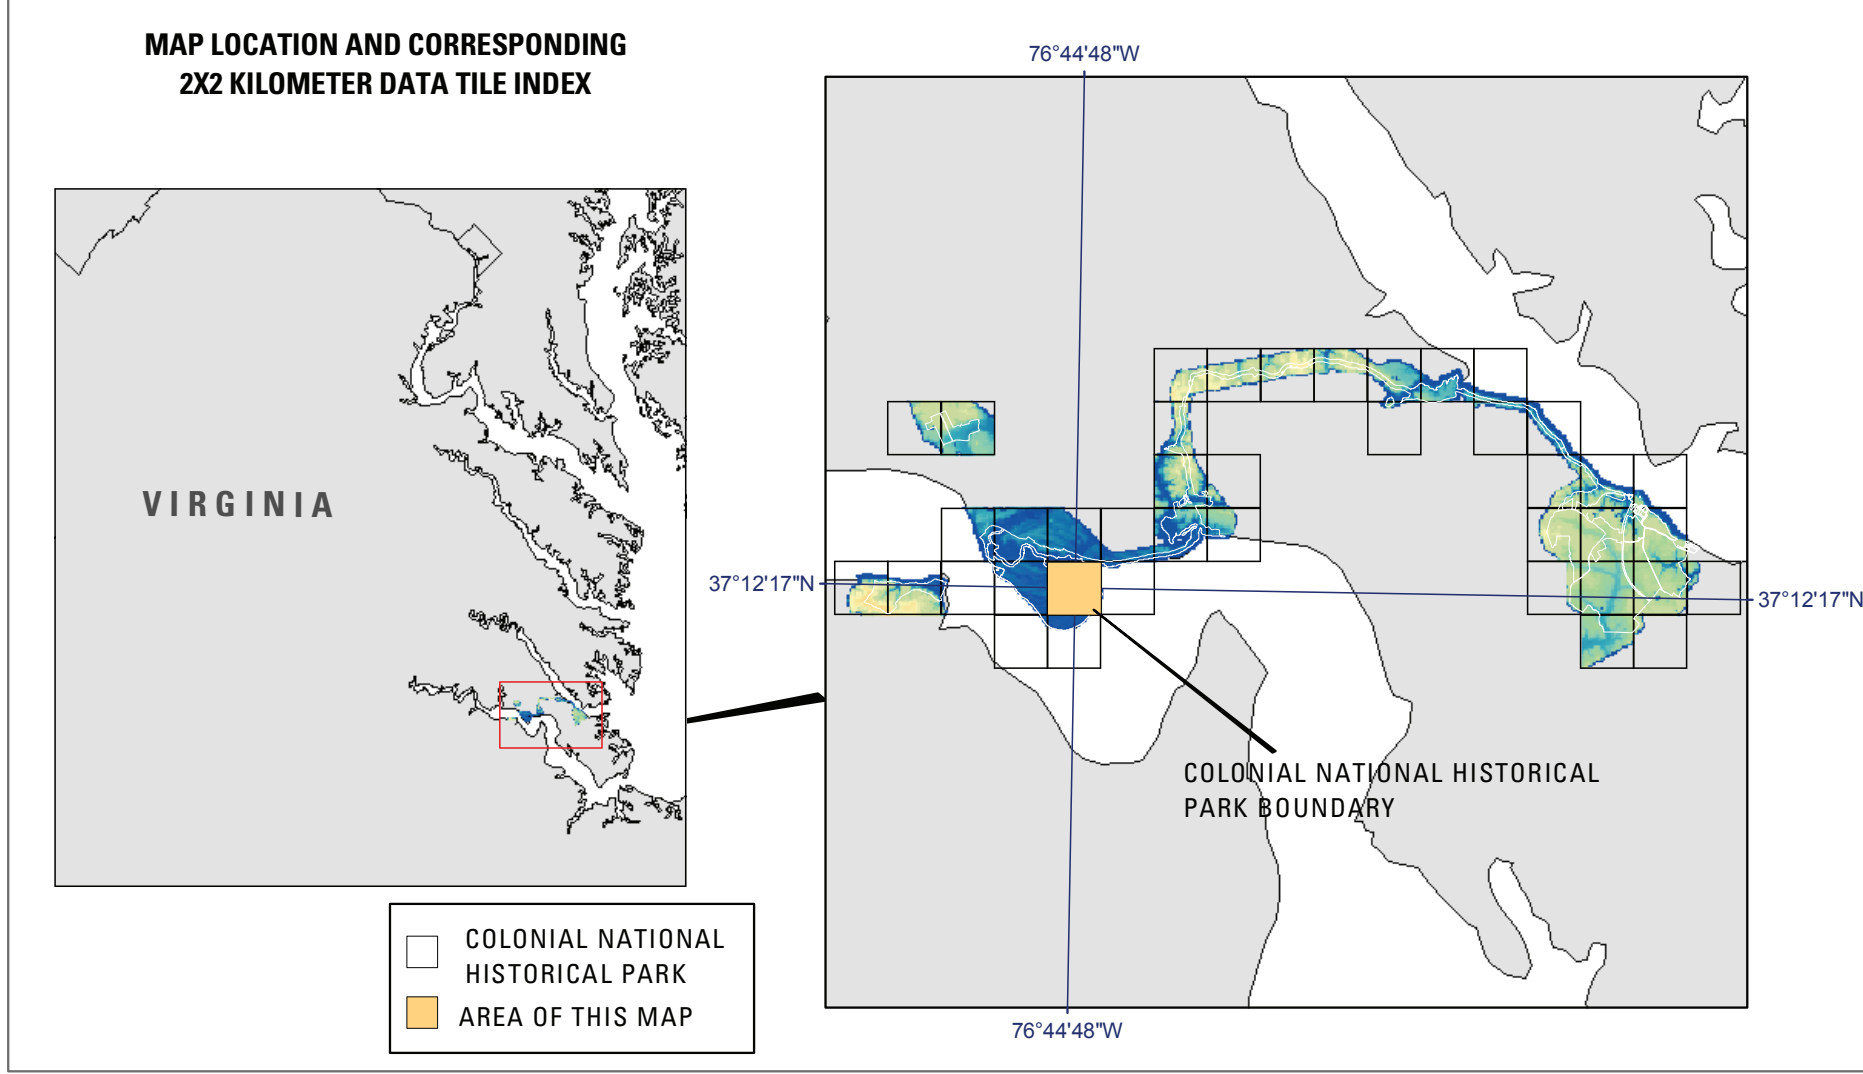 MAP LOCATION AND CORRESPONDING
2X2 KILOMETER DATA TILE INDEX
76°44'48"W
VIRGINIA
37°12'17"N
37°12'17"N
COLONIAL NATIONAL HISTORICAL
PARK BOUNDARY
COLONIAL NATIONAL
HISTORICAL PARK
AREA OF THIS MAP
76°44'48"W